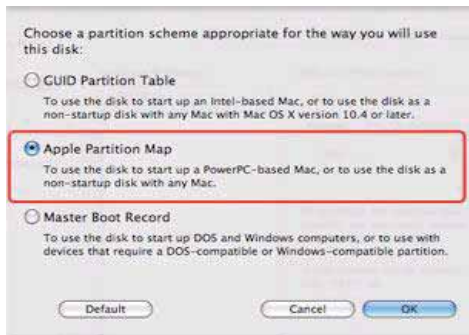 Choose a partition scheme appropriate for the way you will use
this disk:
GUID Partition Table
To use the disk to start up an Intel-based Mac, or to use the disk as a
non-startup disk with any Mac with Mac OS X version 10.4 or later.
Apple Partition Map
To use the disk to start up a PowerPC-based Mac, or to use the disk as a
non-startup disk with any Mac.
Master Boot Record
To use the disk to start up DOS and Windows computers, or to use with
devices that require a DOS-compatible or Windows-compatible partition.
Default Cancel OK